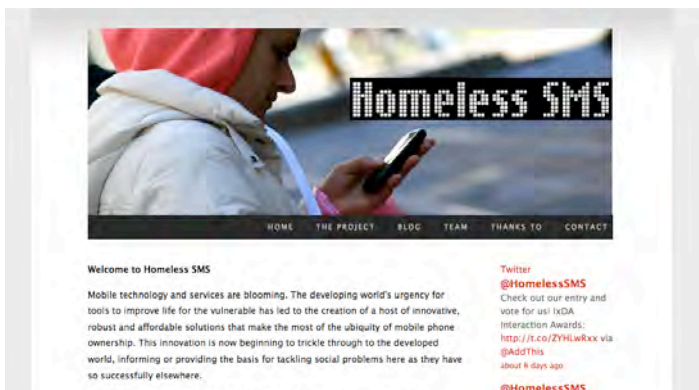 Homeless SMS
HOME THE PROJECT BLOG TEAM THANKS TO CONTACT
Welcome to Homeless SMS
Mobile technology and services are blooming. The developing world's urgency for
tools to improve life for the vulnerable has led to the creation of a host of innovative,
robust and affordable solutions that make the most of the ubiquity of mobile phone
ownership. This innovation is now beginning to trickle through to the developed
world, informing or providing the basis for tackling social problems here as they have
so successfully elsewhere.
Twitter
@HomelessSMS
Check out our entry and
vote for us! IxDA
Interaction Awards:
http://t.co/ZYHLwRxx via
@AddThis
about 6 days ago
@HomelessSMS